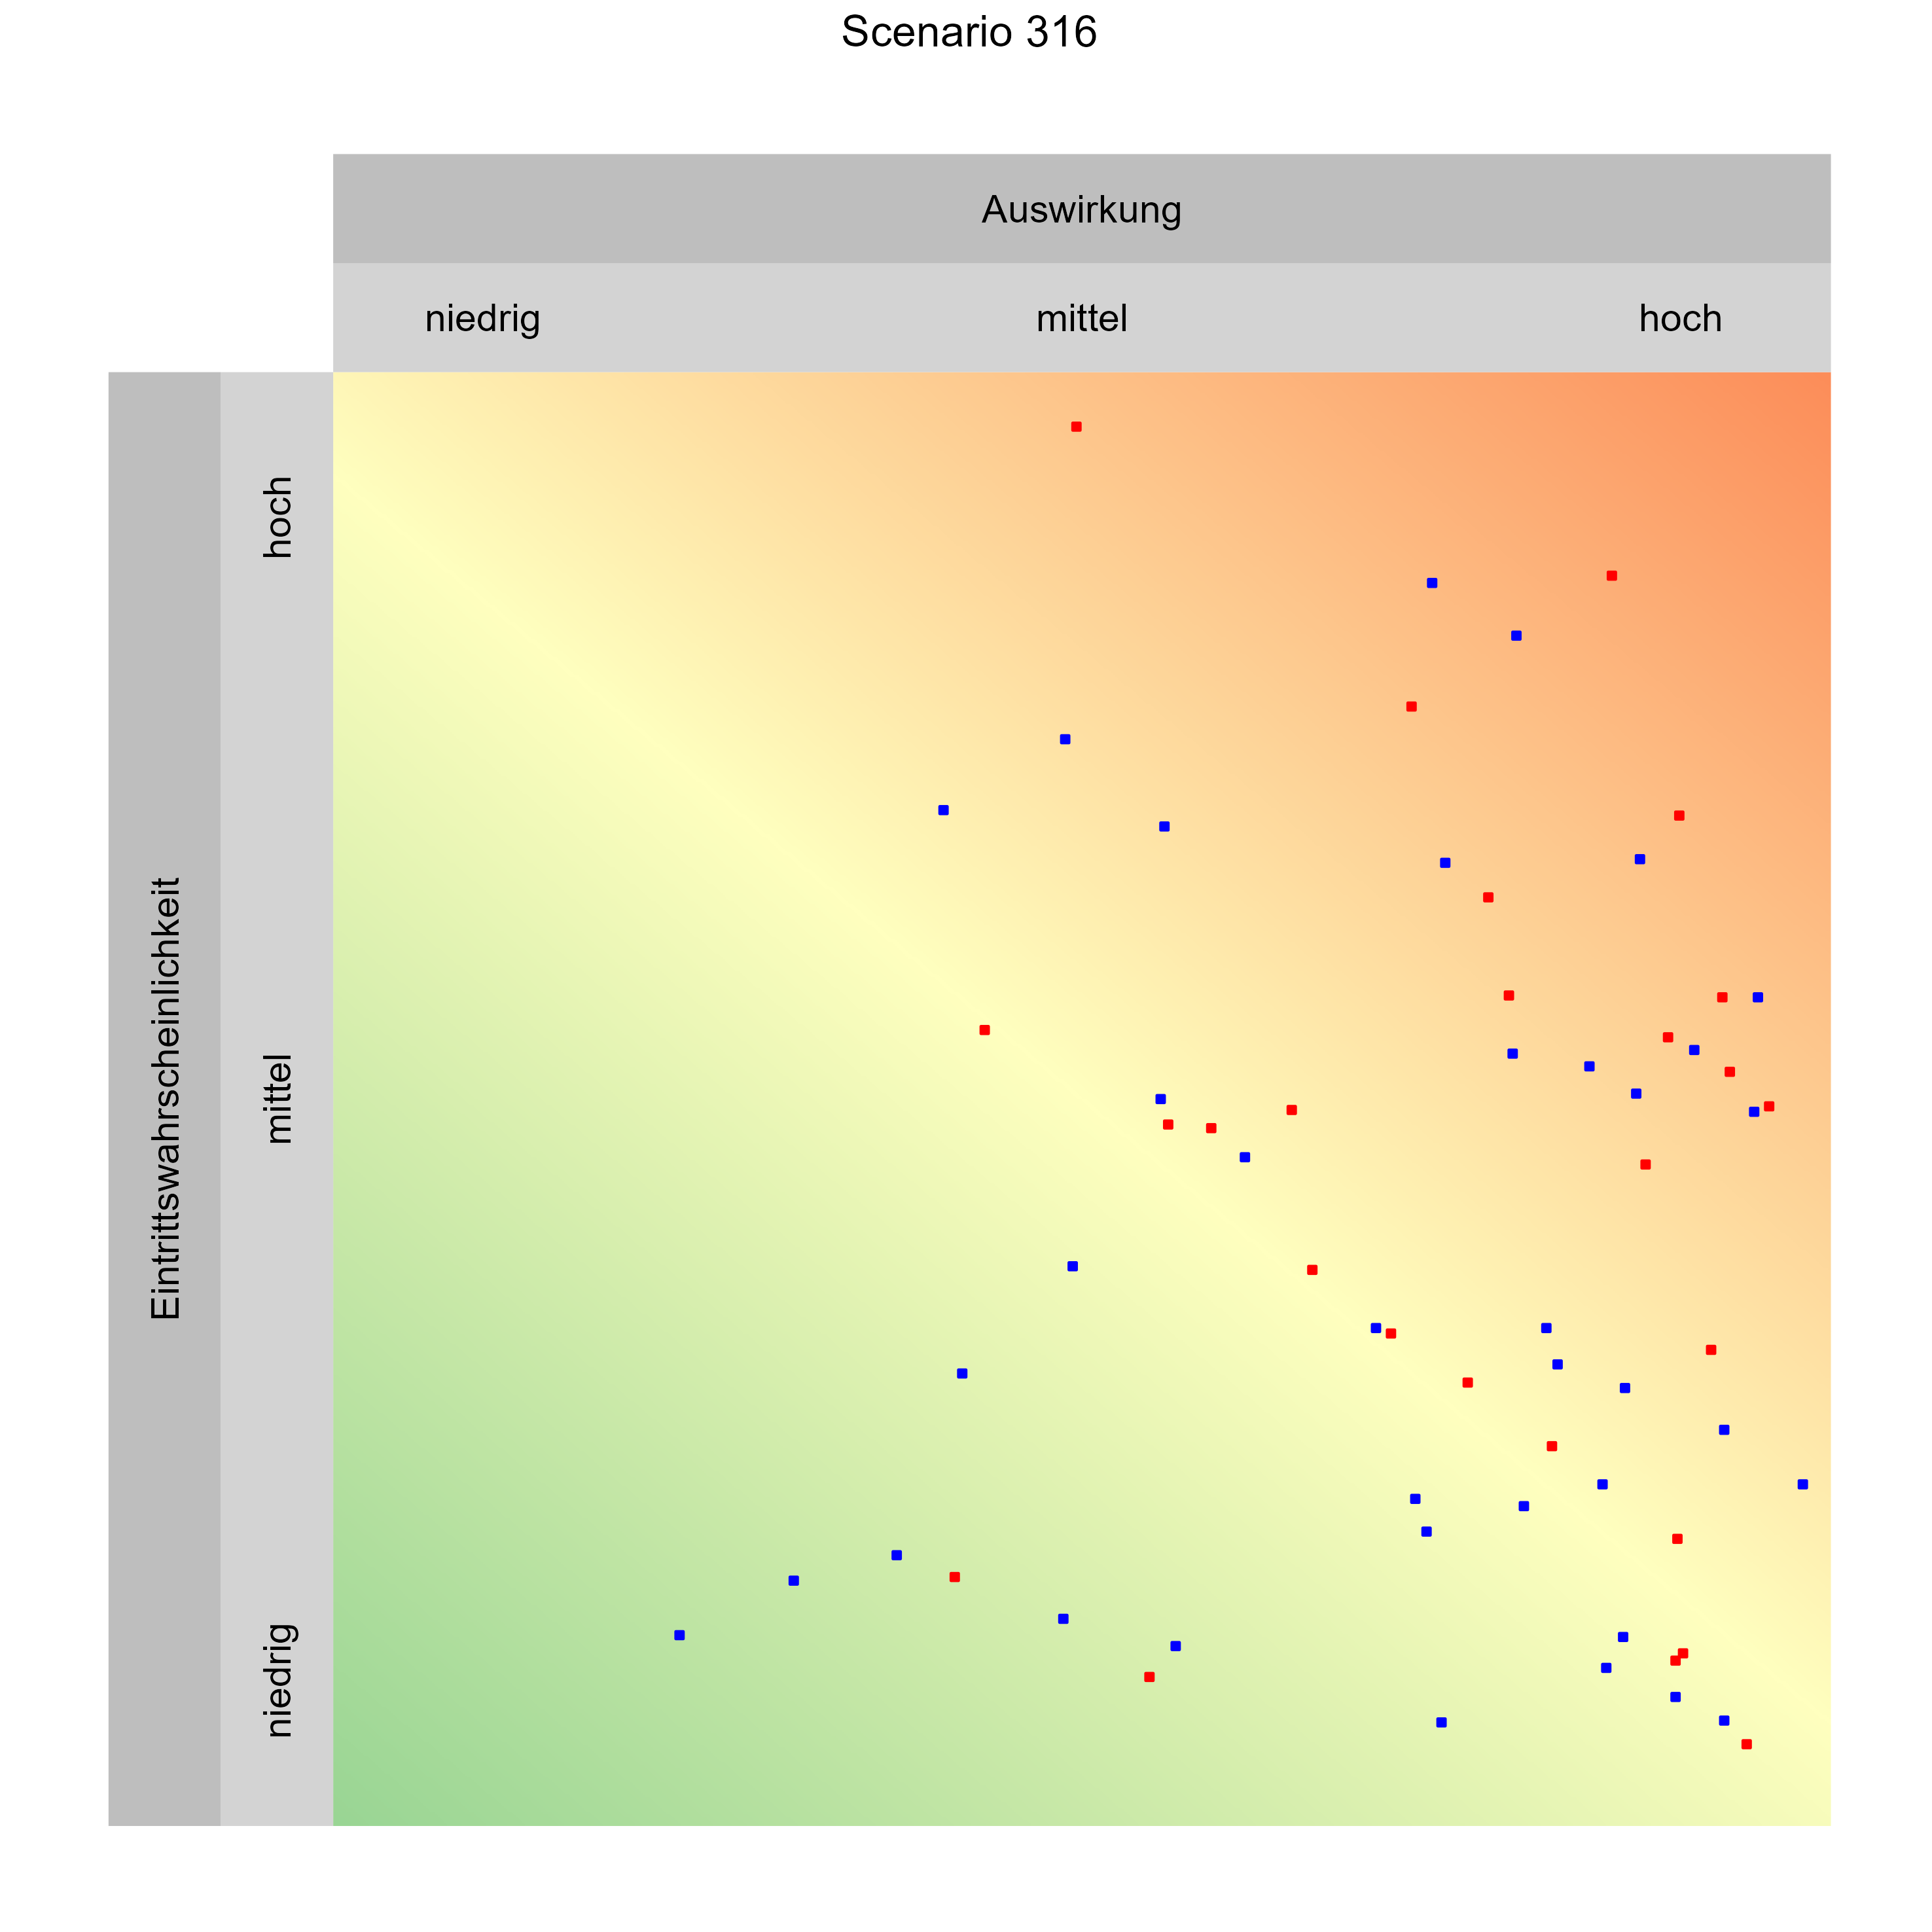 Scenario 316
Auswirkung
niedrig mittel hoch
Eintrittswahrscheinlichkeit
hoch
mittel
niedrig